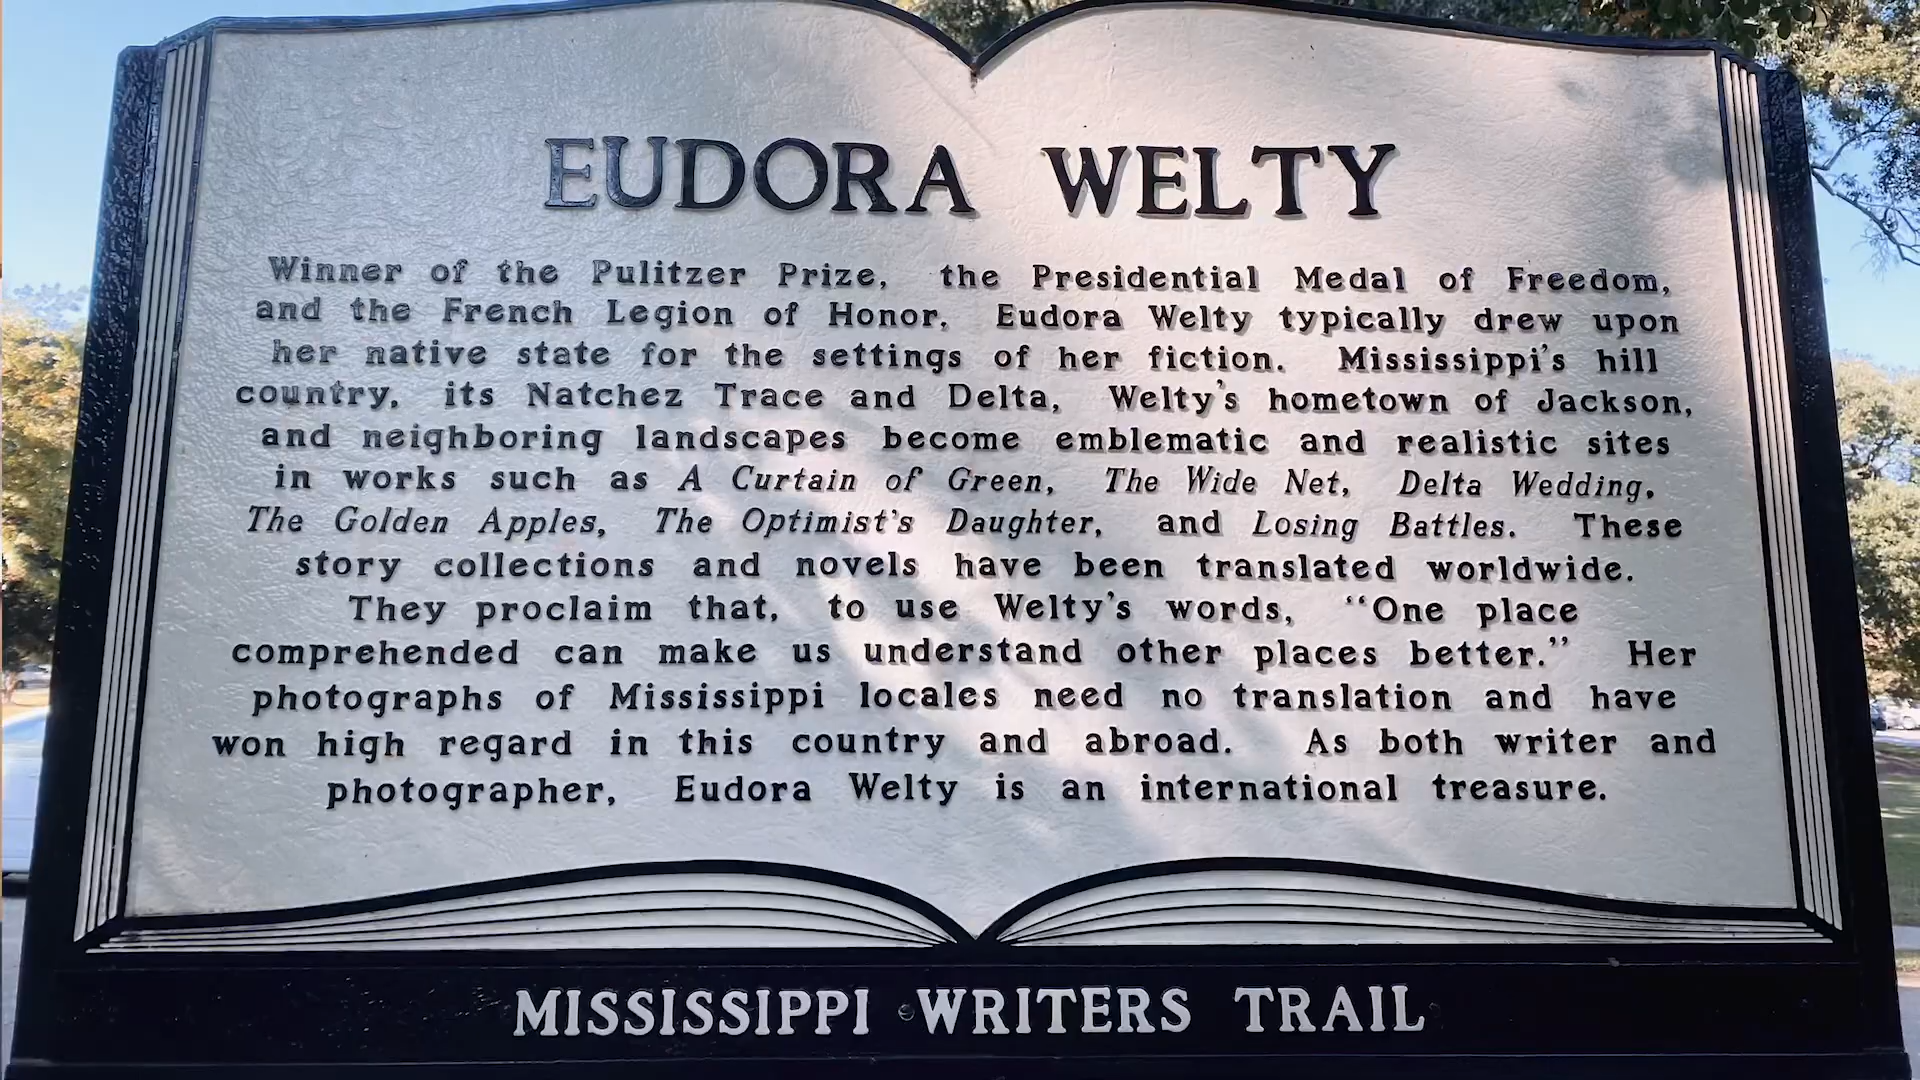 EUDORA WELTY
Winner of the Pulitzer Prize, the Presidential Medal of Freedom,
and the French Legion of Honor, Eudora Welty typically drew upon
her native state for the settings of her fiction. Mississippi's hill
country, its Natchez Trace and Delta, Welty's hometown of Jackson,
and neighboring landscapes become emblematic and realistic sites
in works such as A Curtain of Green, The Wide Net, Delta Wedding,
The Golden Apples, The Optimist's Daughter, and Losing Battles. These
story collections and novels have been translated worldwide.
They proclaim that, to use Welty's words, “One place
comprehended can make us understand other places better.” Her
photographs of Mississippi locales need no translation and have
won high regard in this country and abroad. As both writer and
photographer, Eudora Welty is an international treasure.
MISSISSIPPI WRITERS TRAIL